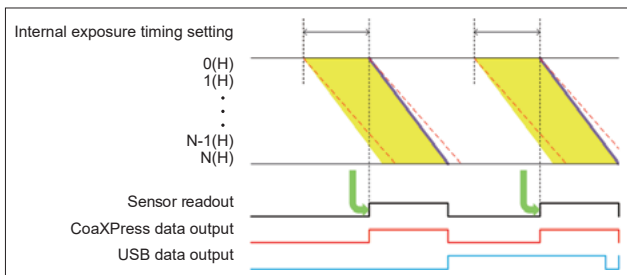 Internal exposure timing setting
0(H)
1(H)
N-1(H)
N(H)
Sensor readout
CoaXPress data output
USB data output